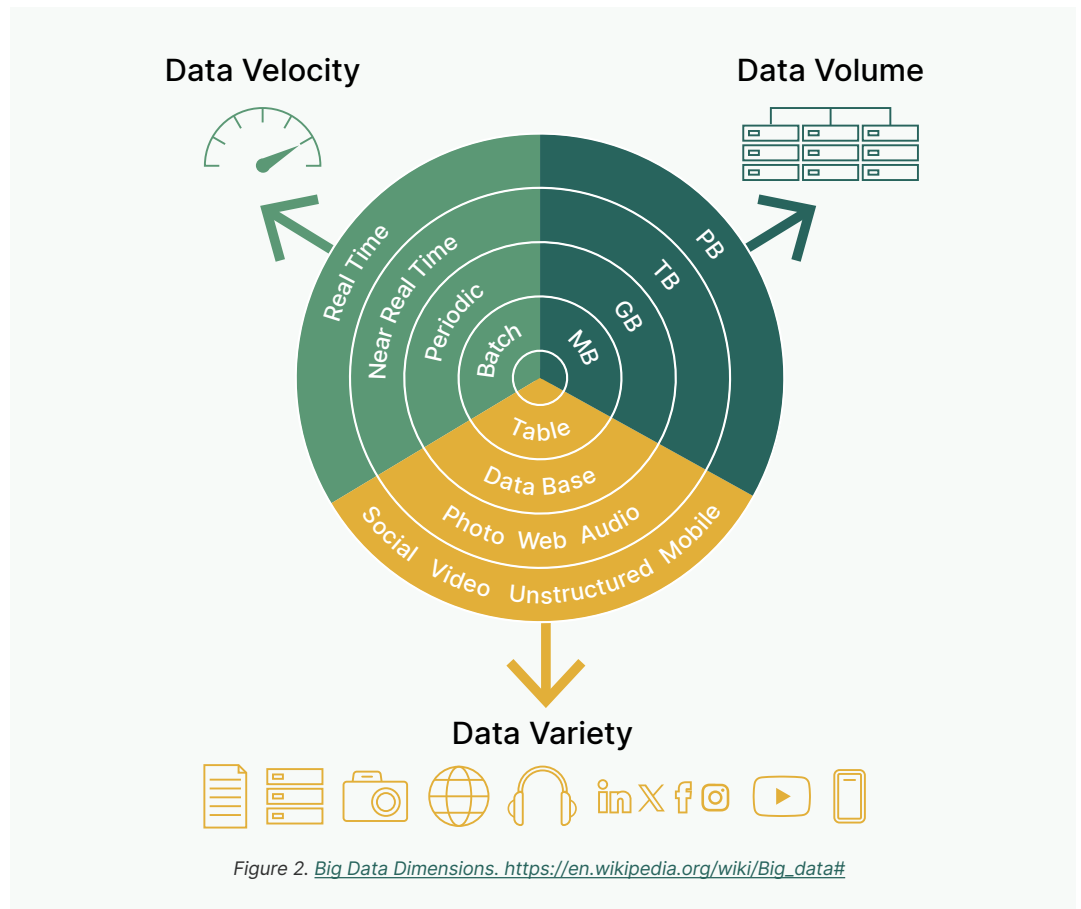 Data Velocity
Data Volume
Real Time
Near Real Time
Periodic
Batch
MB
GB
TB
PB
Table
Data Base
Photo Web Audio
Social Video Unstructured Mobile
Data Variety
in X f
Figure 2. Big Data Dimensions. https://en.wikipedia.org/wiki/Big_data#